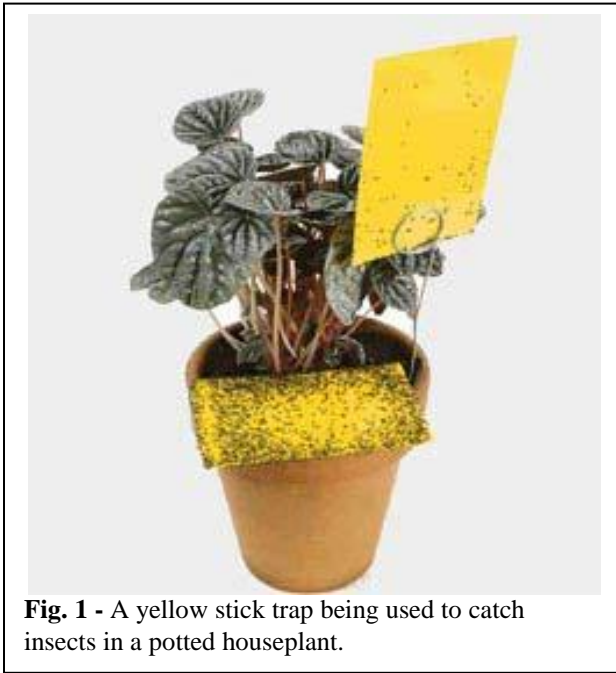 Fig. 1 - A yellow stick trap being used to catch
insects in a potted houseplant.